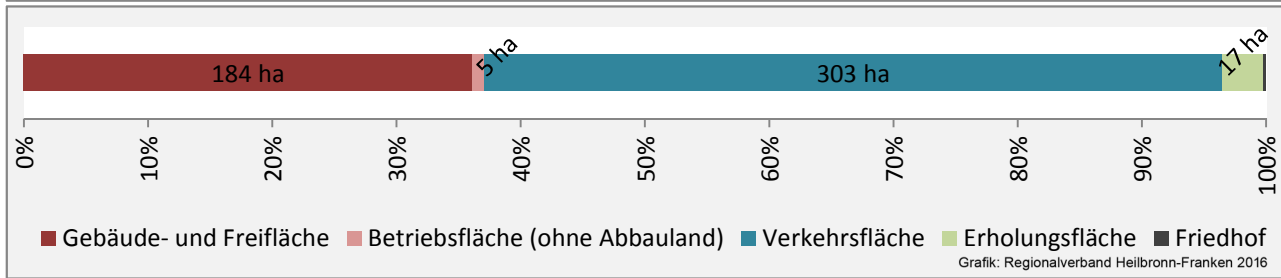 184 ha 5 ha 303 ha 17 ha
0% 10% 20% 30% 40% 50% 60% 70% 80% 90% 100%
Gebäude- und Freifläche Betriebsfläche (ohne Abbauland) Verkehrsfläche Erholungsfläche Friedhof
Grafik: Regionalverband Heilbronn-Franken 2016